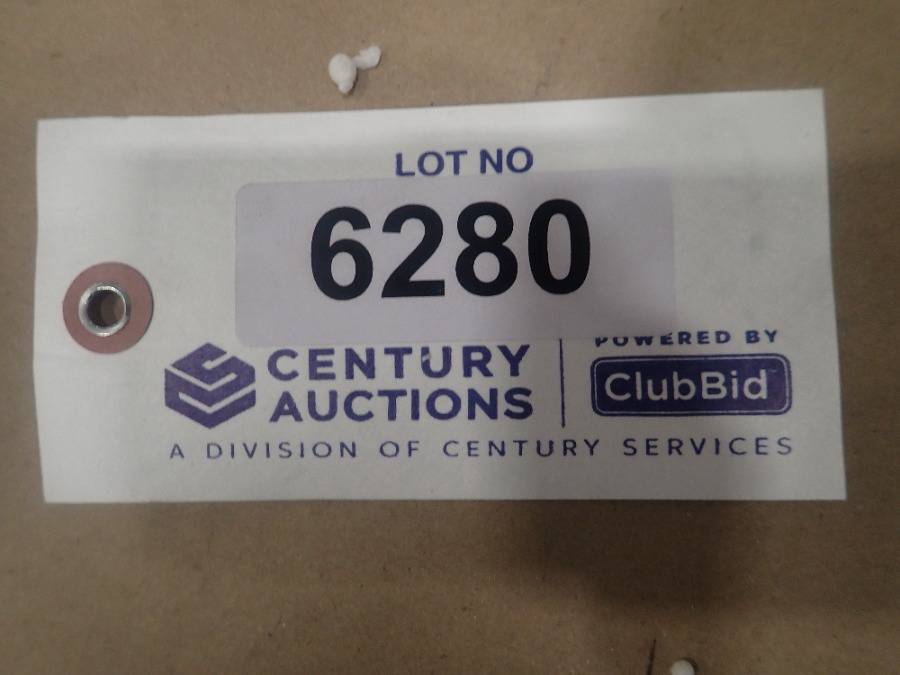 LOT NO
6280
CENTURY
AUCTIONS
POWERED BY
ClubBid
A DIVISION OF CENTURY SERVICES